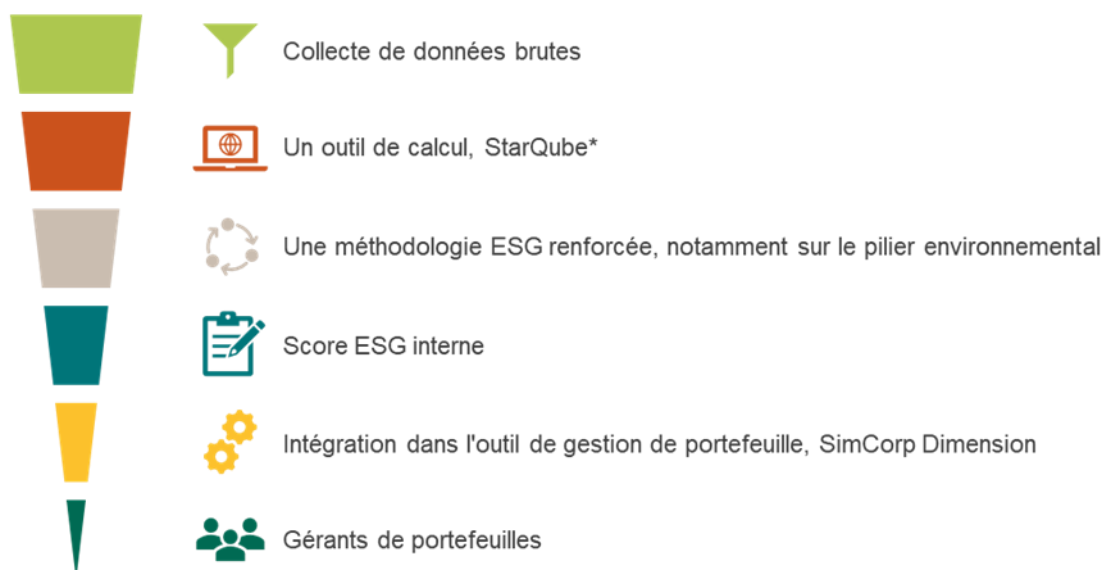 Collecte de données brutes
Un outil de calcul, StarQube*
Une méthodologie ESG renforcée, notamment sur le pilier environnemental
Score ESG interne
Intégration dans l'outil de gestion de portefeuille, SimCorp Dimension
Gérants de portefeuilles